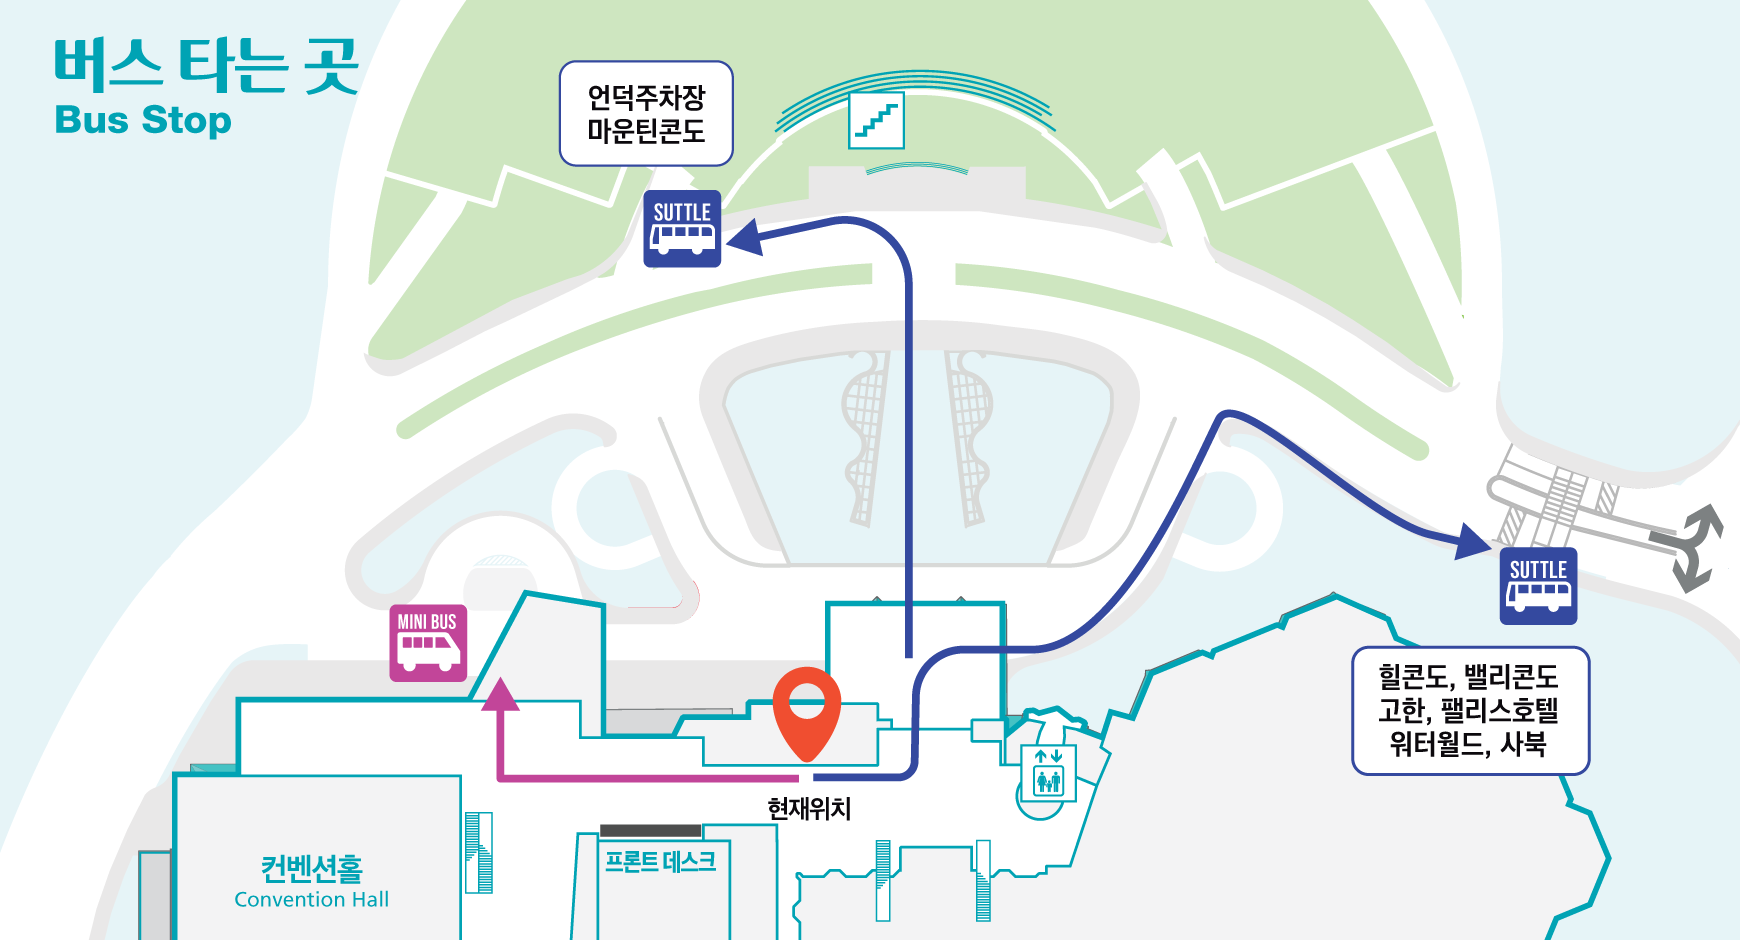 버스 타는 곳
Bus Stop
언덕주차장
마운틴콘도
SUTTLE
SUTTLE
MINI BUS
힐콘도, 밸리콘도
고한, 팰리스호텔
워터월드, 사북
현재위치
프론트 데스크
컨벤션홀
Convention Hall